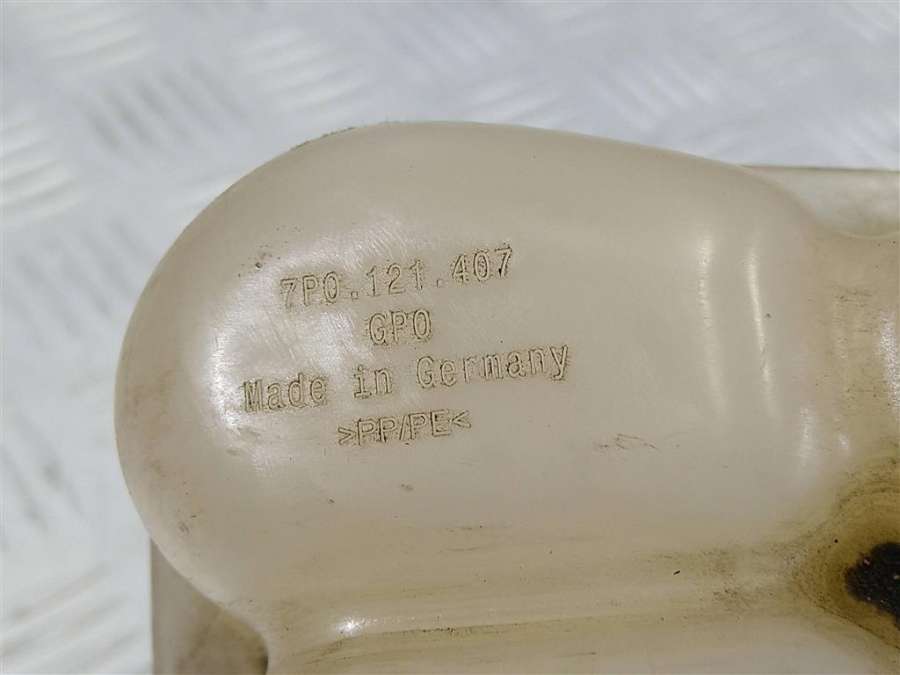 7P0.121.407
GPO
Made in Germany
>PP/PE<